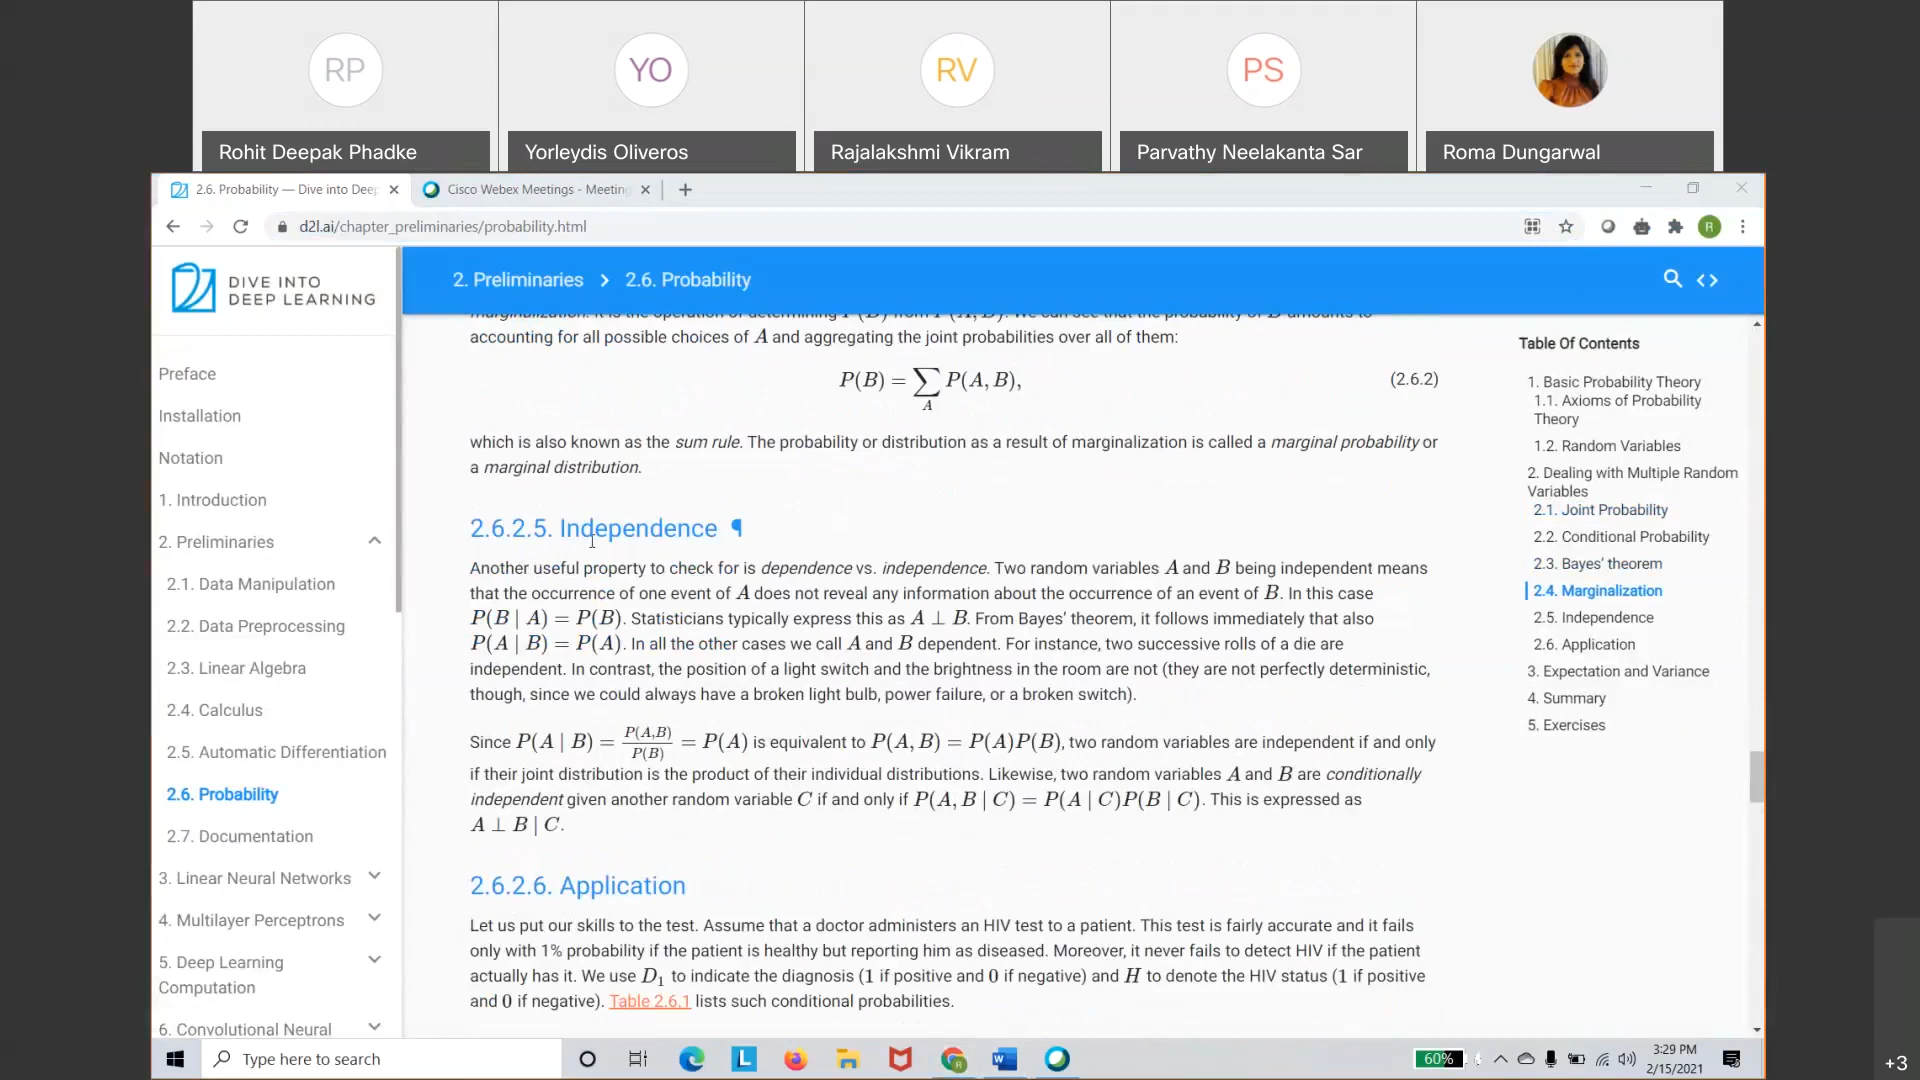 RP
YO
RV
PS
Rohit Deepak Phadke
Yorleydis Oliveros
Rajalakshmi Vikram
Parvathy Neelakanta Sar
Roma Dungarwal
2.6. Probability — Dive into Deep
Cisco Webex Meetings - Meeting
d2l.ai/chapter_preliminaries/probability.html
R
DIVE INTO
DEEP LEARNING
2. Preliminaries
2.6. Probability
Preface
Installation
Notation
1. Introduction
2. Preliminaries
2.1. Data Manipulation
2.2. Data Preprocessing
2.3. Linear Algebra
2.4. Calculus
2.5. Automatic Differentiation
2.6. Probability
2.7. Documentation
3. Linear Neural Networks
4. Multilayer Perceptrons
5. Deep Learning
Computation
6. Convolutional Neural
marginalization. It is the operation of determining P(B) from P(A, B). We can see that the probability of B amounts to
accounting for all possible choices of A and aggregating the joint probabilities over all of them:
P(B) = ∑_A P(A, B), (2.6.2)
which is also known as the sum rule. The probability or distribution as a result of marginalization is called a marginal probability or
a marginal distribution.
2.6.2.5. Independence ¶
Another useful property to check for is dependence vs. independence. Two random variables A and B being independent means
that the occurrence of one event of A does not reveal any information about the occurrence of an event of B. In this case
P(B | A) = P(B). Statisticians typically express this as A ⊥ B. From Bayes’ theorem, it follows immediately that also
P(A | B) = P(A). In all the other cases we call A and B dependent. For instance, two successive rolls of a die are
independent. In contrast, the position of a light switch and the brightness in the room are not (they are not perfectly deterministic,
though, since we could always have a broken light bulb, power failure, or a broken switch).
Since P(A | B) = P(A,B)/P(B) = P(A) is equivalent to P(A, B) = P(A)P(B), two random variables are independent if and only
if their joint distribution is the product of their individual distributions. Likewise, two random variables A and B are conditionally
independent given another random variable C if and only if P(A, B | C) = P(A | C)P(B | C). This is expressed as
A ⊥ B | C.
2.6.2.6. Application
Let us put our skills to the test. Assume that a doctor administers an HIV test to a patient. This test is fairly accurate and it fails
only with 1% probability if the patient is healthy but reporting him as diseased. Moreover, it never fails to detect HIV if the patient
actually has it. We use D₁ to indicate the diagnosis (1 if positive and 0 if negative) and H to denote the HIV status (1 if positive
and 0 if negative). Table 2.6.1 lists such conditional probabilities.
Table Of Contents
1. Basic Probability Theory
1.1. Axioms of Probability
Theory
1.2. Random Variables
2. Dealing with Multiple Random
Variables
2.1. Joint Probability
2.2. Conditional Probability
2.3. Bayes’ theorem
2.4. Marginalization
2.5. Independence
2.6. Application
3. Expectation and Variance
4. Summary
5. Exercises
Type here to search
60%
3:29 PM
2/15/2021
+3